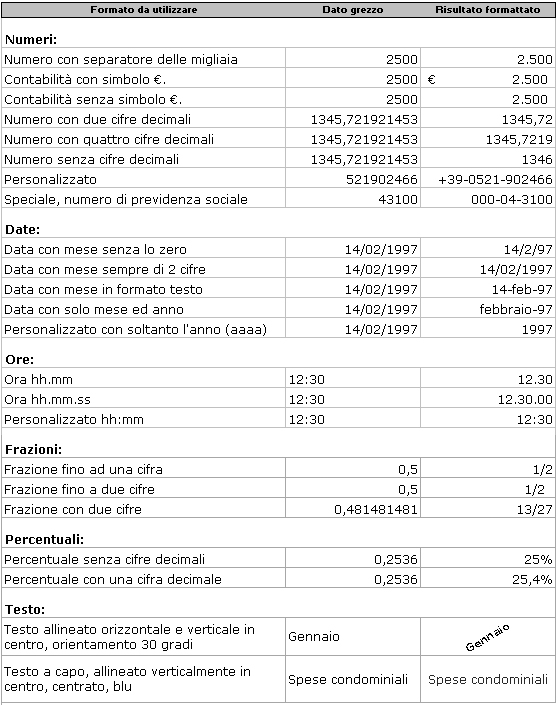 Formato da utilizzare Dato grezzo Risultato formattato
Numeri:
Numero con separatore delle migliaia 2500 2.500
Contabilità con simbolo €. 2500 € 2.500
Contabilità senza simbolo €. 2500 2.500
Numero con due cifre decimali 1345,721921453 1345,72
Numero con quattro cifre decimali 1345,721921453 1345,7219
Numero senza cifre decimali 1345,721921453 1346
Personalizzato 521902466 +39-0521-902466
Speciale, numero di previdenza sociale 43100 000-04-3100
Date:
Data con mese senza lo zero 14/02/1997 14/2/97
Data con mese sempre di 2 cifre 14/02/1997 14/02/1997
Data con mese in formato testo 14/02/1997 14-feb-97
Data con solo mese ed anno 14/02/1997 febbraio-97
Personalizzato con soltanto l'anno (aaaa) 14/02/1997 1997
Ore:
Ora hh.mm 12:30 12.30
Ora hh.mm.ss 12:30 12.30.00
Personalizzato hh:mm 12:30 12:30
Frazioni:
Frazione fino ad una cifra 0,5 1/2
Frazione fino a due cifre 0,5 1/2
Frazione con due cifre 0,481481481 13/27
Percentuali:
Percentuale senza cifre decimali 0,2536 25%
Percentuale con una cifra decimale 0,2536 25,4%
Testo:
Testo allineato orizzontale e verticale in
centro, orientamento 30 gradi Gennaio Gennaio
Testo a capo, allineato verticalmente in
centro, centrato, blu Spese condominiali Spese condominiali